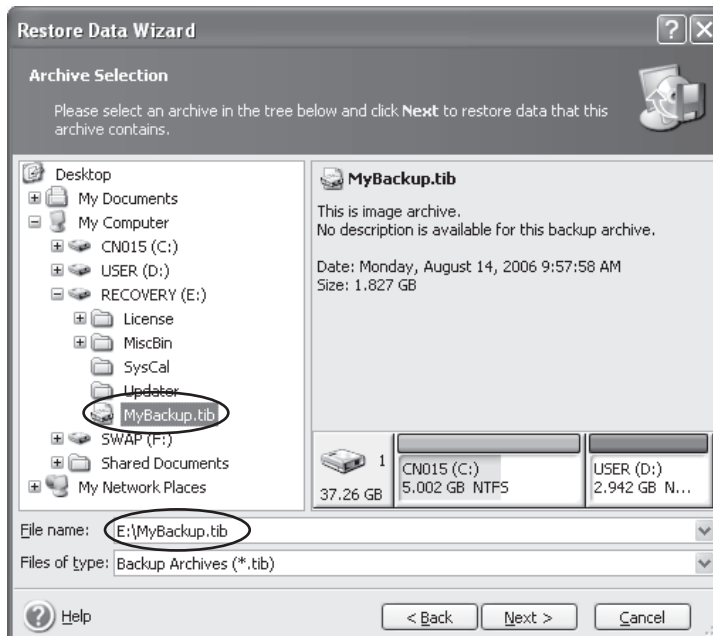 Restore Data Wizard
Archive Selection
Please select an archive in the tree below and click Next to restore data that this
archive contains.
Desktop
My Documents
My Computer
CN015 (C:)
USER (D:)
RECOVERY (E:)
License
MiscBin
SysCal
Updater
MyBackup.tib
SWAP (F:)
Shared Documents
My Network Places
MyBackup.tib
This is image archive.
No description is available for this backup archive.
Date: Monday, August 14, 2006 9:57:58 AM
Size: 1.827 GB
1
37.26 GB
CN015 (C:)
5.002 GB NTFS
USER (D:)
2.942 GB N...
File name: E:\MyBackup.tib
Files of type: Backup Archives (*.tib)
Help
< Back
Next >
Cancel